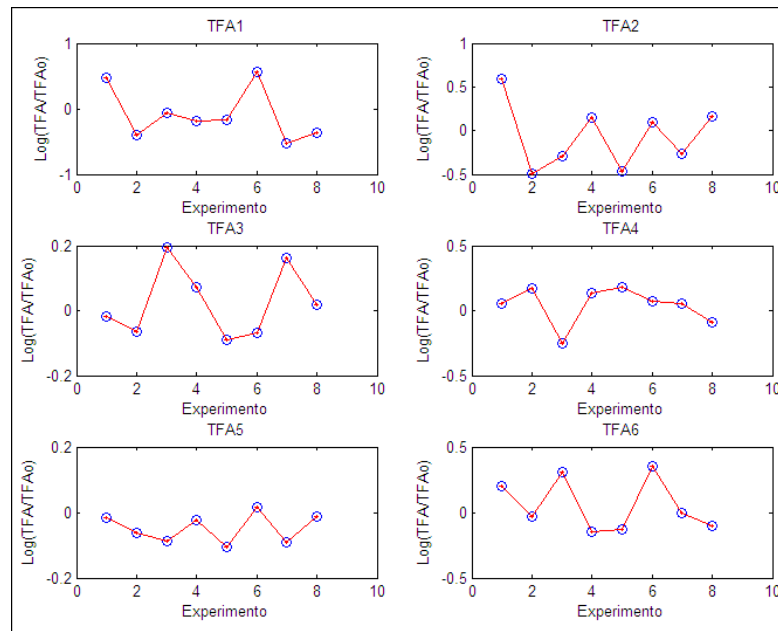 TFA1
1
0
-1
Log(TFA/TFAo)
0 2 4 6 8 10
Experimento
TFA2
1
0.5
0
-0.5
Log(TFA/TFAo)
0 2 4 6 8 10
Experimento
TFA3
0.2
0
-0.2
Log(TFA/TFAo)
0 2 4 6 8 10
Experimento
TFA4
0.5
0
-0.5
Log(TFA/TFAo)
0 2 4 6 8 10
Experimento
TFA5
0.2
0
-0.2
Log(TFA/TFAo)
0 2 4 6 8 10
Experimento
TFA6
0.5
0
-0.5
Log(TFA/TFAo)
0 2 4 6 8 10
Experimento